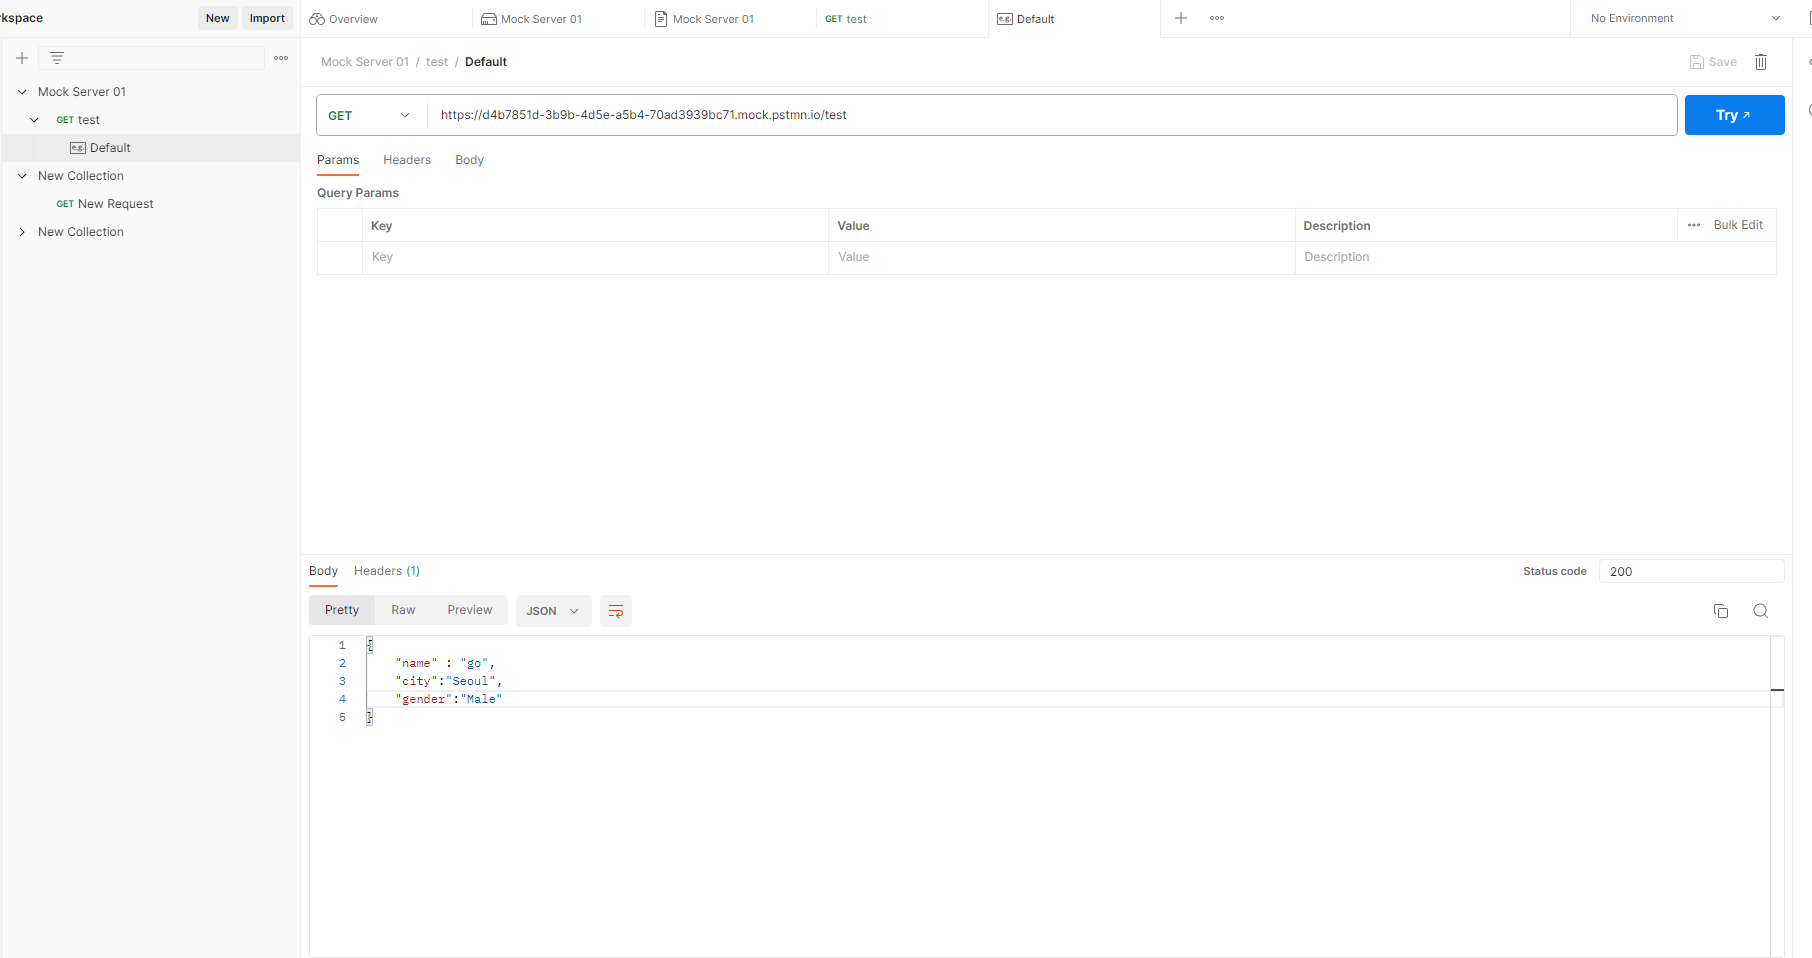 kspace New Import Overview Mock Server 01 Mock Server 01 GET test e.g. Default No Environment
Mock Server 01 / test / Default Save
Mock Server 01
GET test
e.g. Default
New Collection
GET New Request
New Collection
GET https://d4b7851d-3b9b-4d5e-a5b4-70ad3939bc71.mock.pstmn.io/test Try
Params Headers Body
Query Params
Key Value Description Bulk Edit
Key Value Description
Body Headers (1) Status code 200
Pretty Raw Preview JSON
1 {
2 "name" : "go",
3 "city":"Seoul",
4 "gender":"Male"
5 }